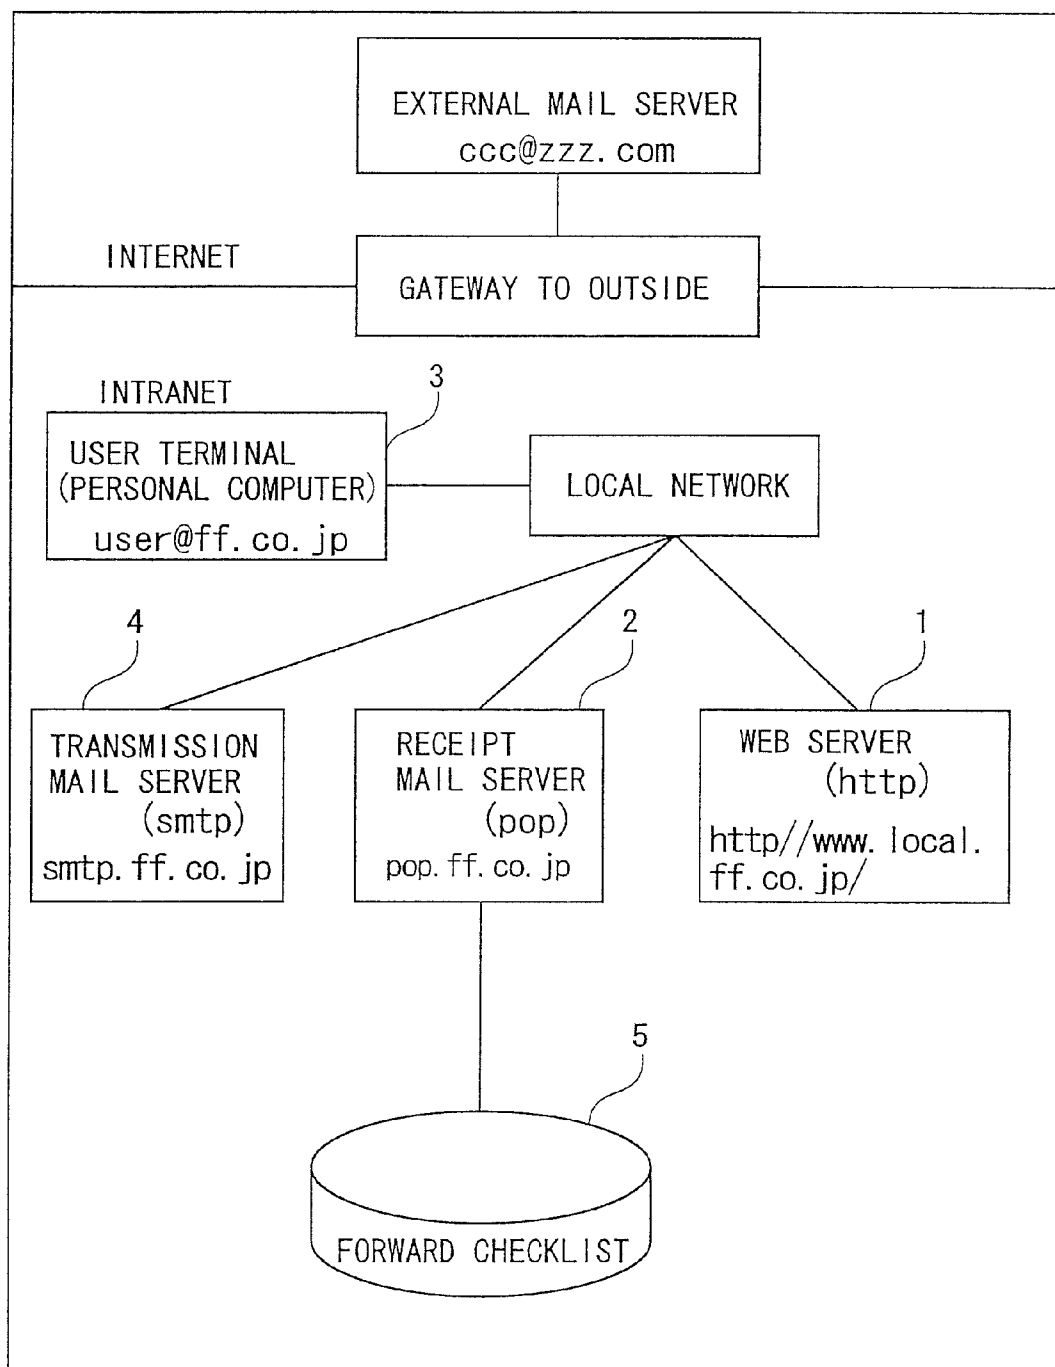 EXTERNAL MAIL SERVER
ccc@zzz.com
INTERNET
GATEWAY TO OUTSIDE
INTRANET
3
USER TERMINAL
(PERSONAL COMPUTER)
user@ff.co.jp
LOCAL NETWORK
4
2
1
TRANSMISSION
MAIL SERVER
(smtp)
smtp.ff.co.jp
RECEIPT
MAIL SERVER
(pop)
pop.ff.co.jp
WEB SERVER
(http)
http//www.local.
ff.co.jp/
5
FORWARD CHECKLIST